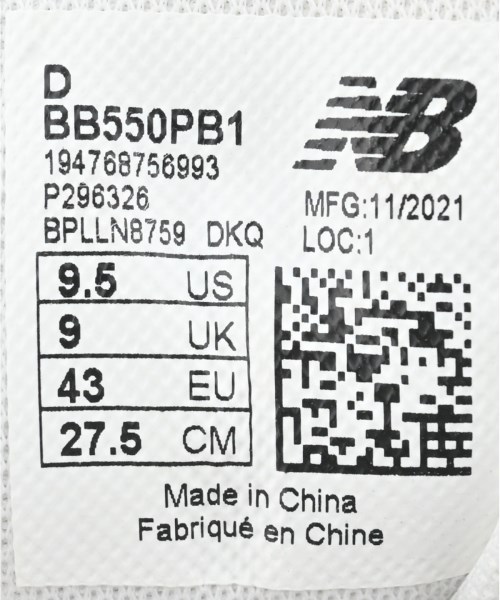 D
BB550PB1
194768756993
P296326
BPLLN8759 DKQ
NB
MFG:11/2021
LOC:1
9.5 US
9 UK
43 EU
27.5 CM
Made in China
Fabriqué en Chine